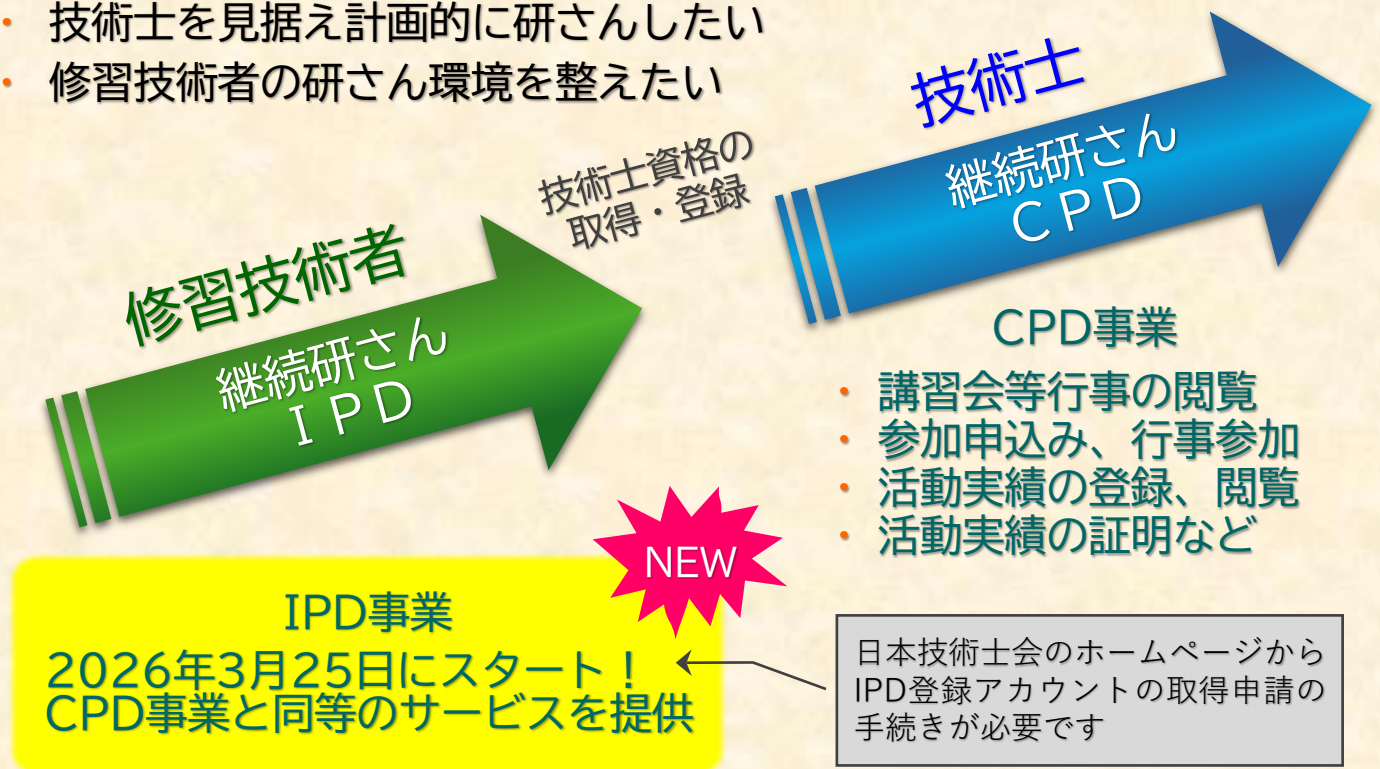 ・ 技術士を見据え計画的に研さんしたい
・ 修習技術者の研さん環境を整えたい
技術士
継続研さん
ＣＰＤ
技術士資格の
取得・登録
修習技術者
継続研さん
ＩＰＤ
CPD事業
・ 講習会等行事の閲覧
・ 参加申込み、行事参加
・ 活動実績の登録、閲覧
・ 活動実績の証明など
NEW
IPD事業
2026年3月25日にスタート！
CPD事業と同等のサービスを提供
日本技術士会のホームページから
IPD登録アカウントの取得申請の
手続きが必要です